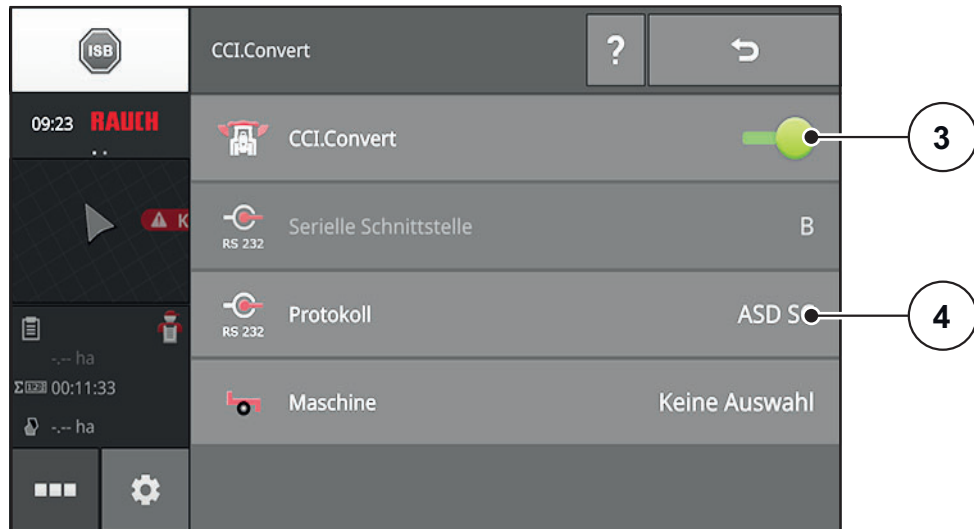 ISB
CCI.Convert
?
09:23 RAUCH
CCI.Convert
3
K
RS 232 Serielle Schnittstelle B
RS 232 Protokoll ASD
4
-.-- ha
Σ 123 00:11:33
Maschine Keine Auswahl
-.-- ha